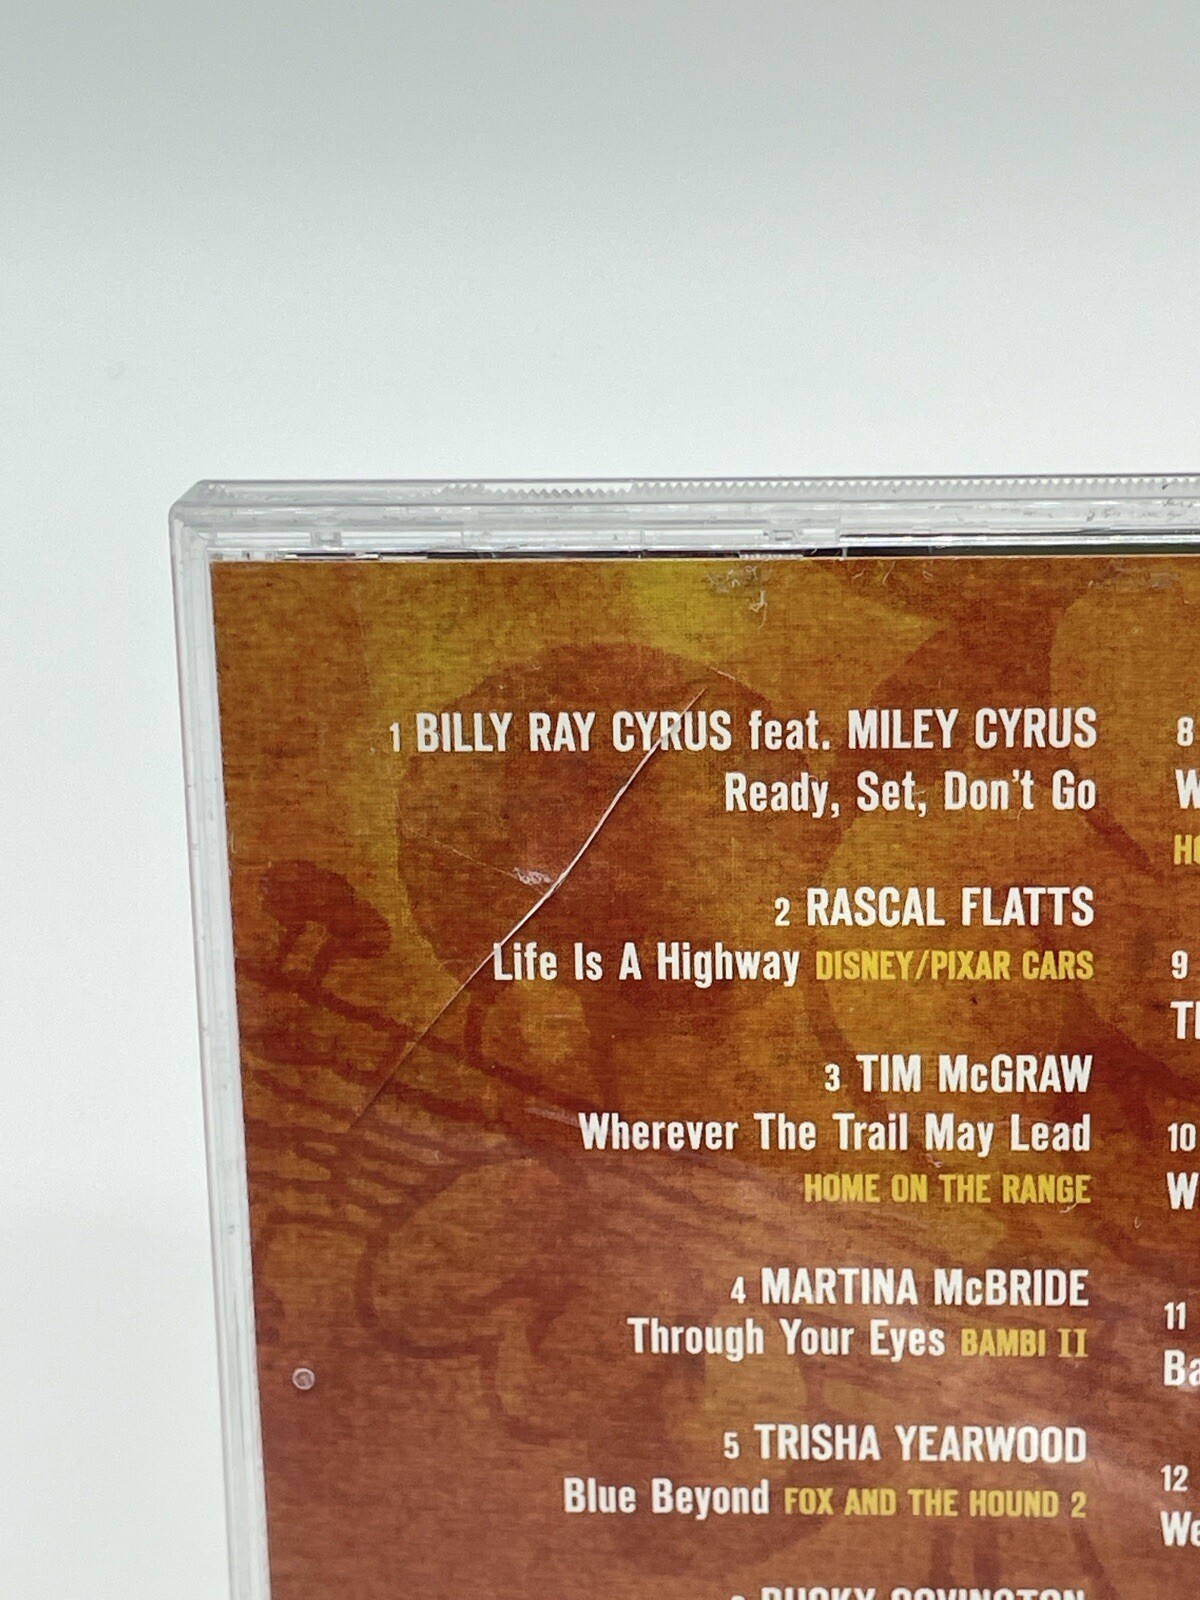 1 BILLY RAY CYRUS feat. MILEY CYRUS
Ready, Set, Don't Go
2 RASCAL FLATTS
Life Is A Highway DISNEY/PIXAR CARS
3 TIM McGRAW
Wherever The Trail May Lead
HOME ON THE RANGE
4 MARTINA McBRIDE
Through Your Eyes BAMBI II
5 TRISHA YEARWOOD
Blue Beyond FOX AND THE HOUND 2
8
9
10
11
12